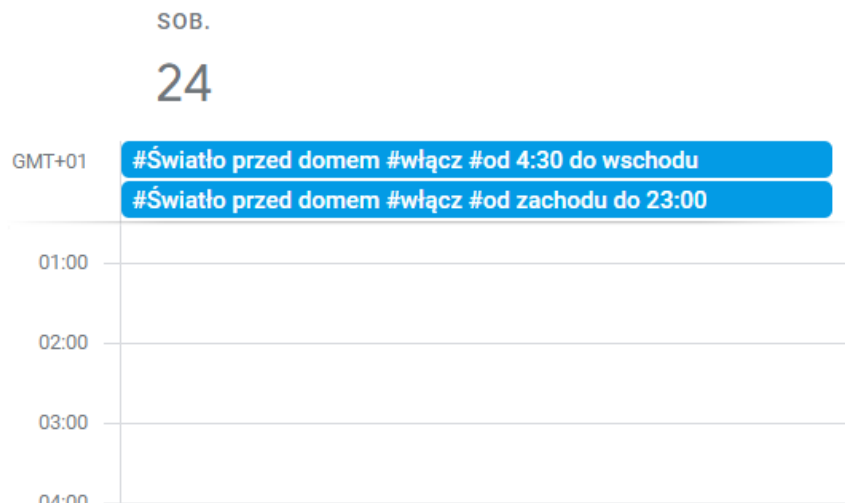 SOB.
24
GMT+01
#Światło przed domem #włącz #od 4:30 do wschodu
#Światło przed domem #włącz #od zachodu do 23:00
01:00
02:00
03:00
04:00